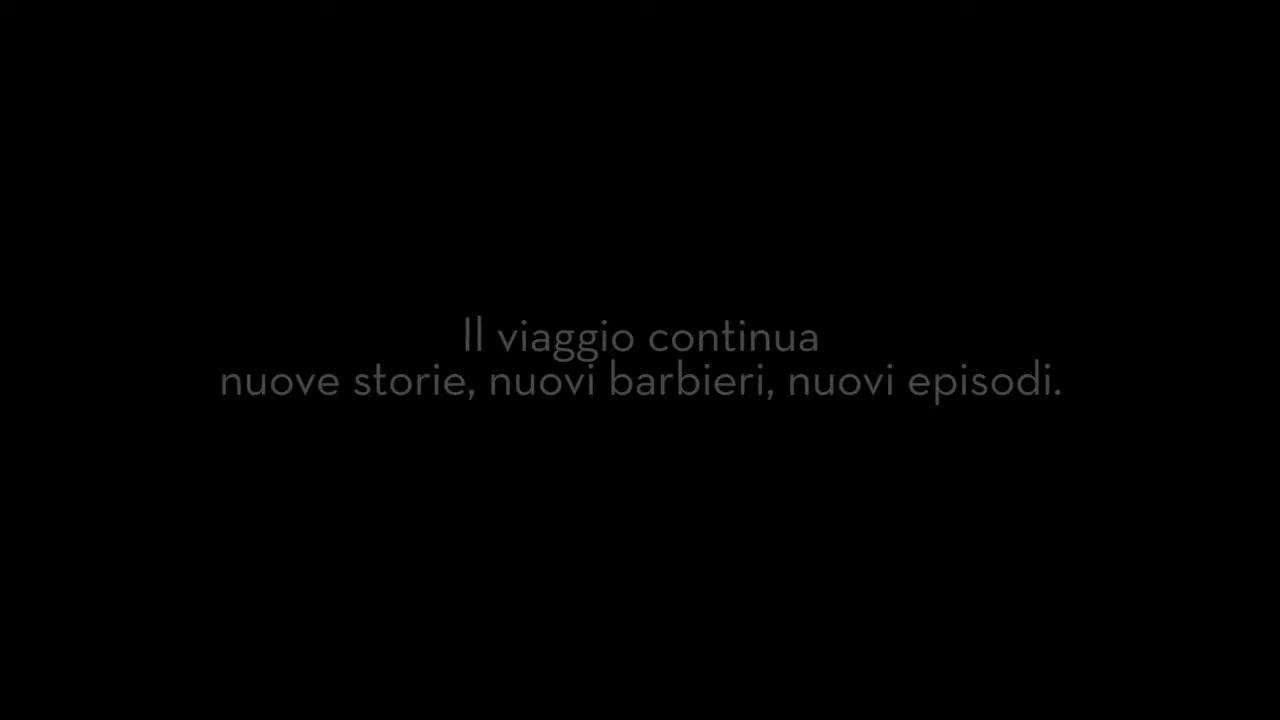 Il viaggio continua
nuove storie, nuovi barbieri, nuovi episodi.